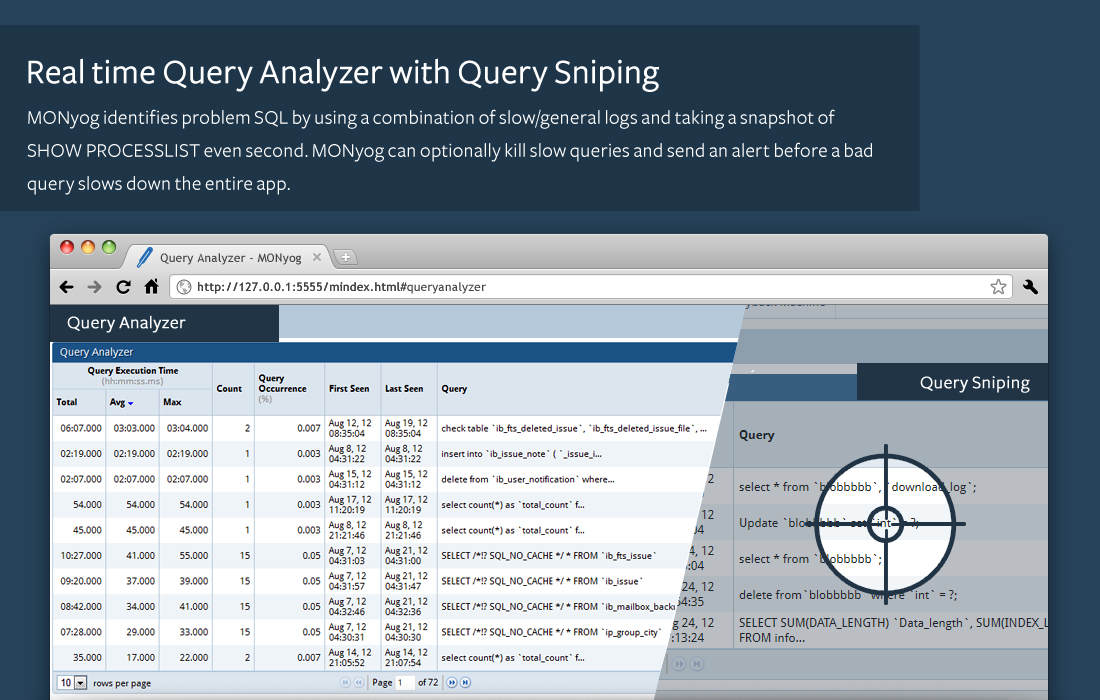 Real time Query Analyzer with Query Sniping
MONyog identifies problem SQL by using a combination of slow/general logs and taking a snapshot of
SHOW PROCESSLIST even second. MONyog can optionally kill slow queries and send an alert before a bad
query slows down the entire app.
Query Analyzer - MONyog
http://127.0.0.1:5555/mindex.html#queryanalyzer
Query Analyzer
Query Analyzer
Query Execution Time
(hh:mm:ss.ms)
Total Avg Max Count Query Occurrence (%) First Seen Last Seen Query
06:07.000 03:03.000 03:04.000 2 0.007 Aug 12, 12 08:35:04 Aug 19, 12 08:35:04 check table `ib_fts_deleted_issue`, `ib_fts_deleted_issue_file`, ...
02:19.000 02:19.000 02:19.000 1 0.003 Aug 8, 12 04:31:22 Aug 8, 12 04:31:22 insert into `ib_issue_note` ( `_issue_i...
02:07.000 02:07.000 02:07.000 1 0.003 Aug 15, 12 04:31:12 Aug 15, 12 04:31:12 delete from `ib_user_notification` where...
54.000 54.000 54.000 1 0.003 Aug 17, 12 11:20:19 Aug 17, 12 11:20:19 select count(*) as `total_count` f...
45.000 45.000 45.000 1 0.003 Aug 8, 12 21:21:46 Aug 8, 12 21:21:46 select count(*) as `total_count` f...
10:27.000 41.000 55.000 15 0.05 Aug 7, 12 04:31:03 Aug 21, 12 04:31:00 SELECT /*!? SQL_NO_CACHE */ * FROM `ib_fts_issue`
09:20.000 37.000 39.000 15 0.05 Aug 7, 12 04:31:57 Aug 21, 12 04:31:47 SELECT /*!? SQL_NO_CACHE */ * FROM `ib_issue`
08:42.000 34.000 41.000 15 0.05 Aug 7, 12 04:32:46 Aug 21, 12 04:32:36 SELECT /*!? SQL_NO_CACHE */ * FROM `ib_mailbox_back
07:28.000 29.000 33.000 15 0.05 Aug 7, 12 04:30:31 Aug 21, 12 04:30:30 SELECT /*!? SQL_NO_CACHE */ * FROM `ip_group_city`
35.000 17.000 22.000 2 0.007 Aug 14, 12 21:05:52 Aug 14, 12 21:07:54 select count(*) as `total_count` f...
10 rows per page Page 1 of 72
Query Sniping
Query
select * from `blobbbbb`, `download_log`;
Update `blobbbbb` set `int` = ?;
select * from `blobbbbb`;
delete from`blobbbbb` where `int` = ?;
SELECT SUM(DATA_LENGTH) `Data_length`, SUM(INDEX_L
FROM info...